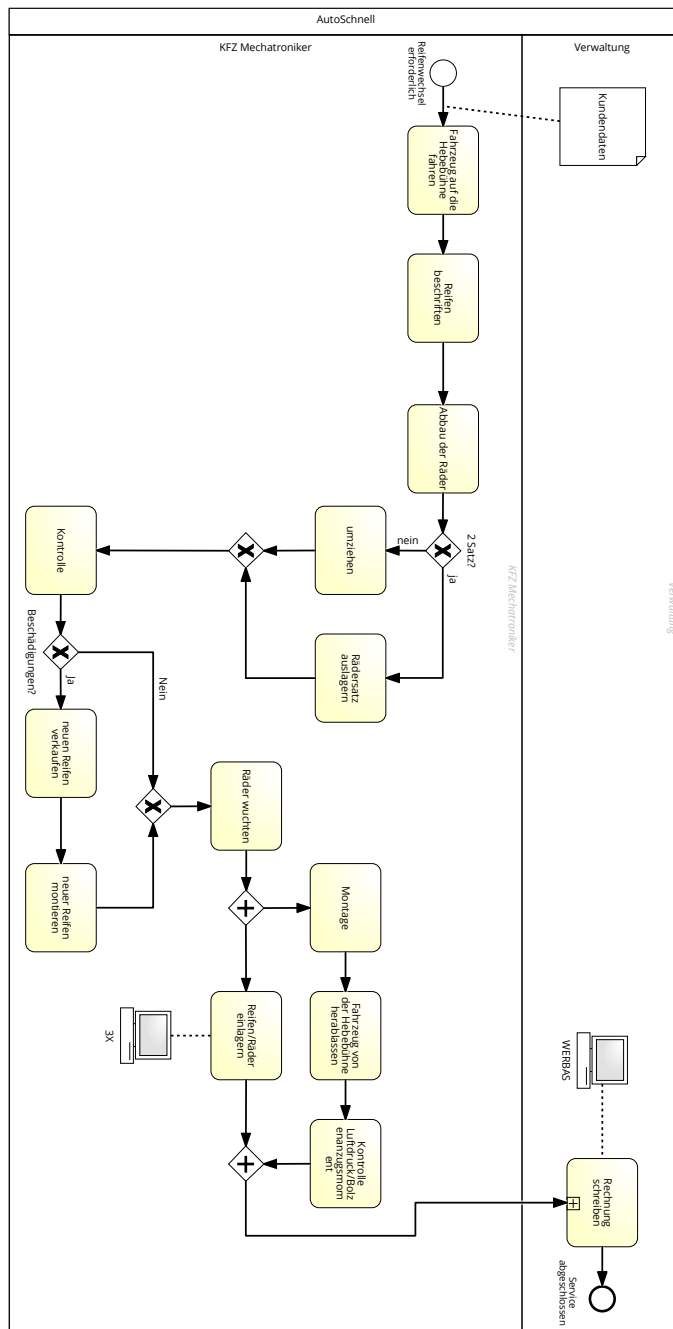 AutoSchnell
KFZ Mechatroniker
Verwaltung
Reifenwechsel
erforderlich
Kundendaten
Fahrzeug auf die
Hebebühne
fahren
Reifen
beschriften
Abbau der Räder
2 Satz?
nein
ja
umziehen
Rädersatz
auslagern
KFZ Mechatroniker
Verwaltung
Kontrolle
Beschädigungen?
Ja
Nein
neuen Reifen
verkaufen
neuer Reifen
montieren
Räder wuchten
Montage
Fahrzeug von
der Hebebühne
herablassen
Kontrolle
Luftdruck/Bolz
enanzugsmom
ent
Reifen/Räder
einlagern
3X
WERBAS
Rechnung
schreiben
Service
abgeschlossen